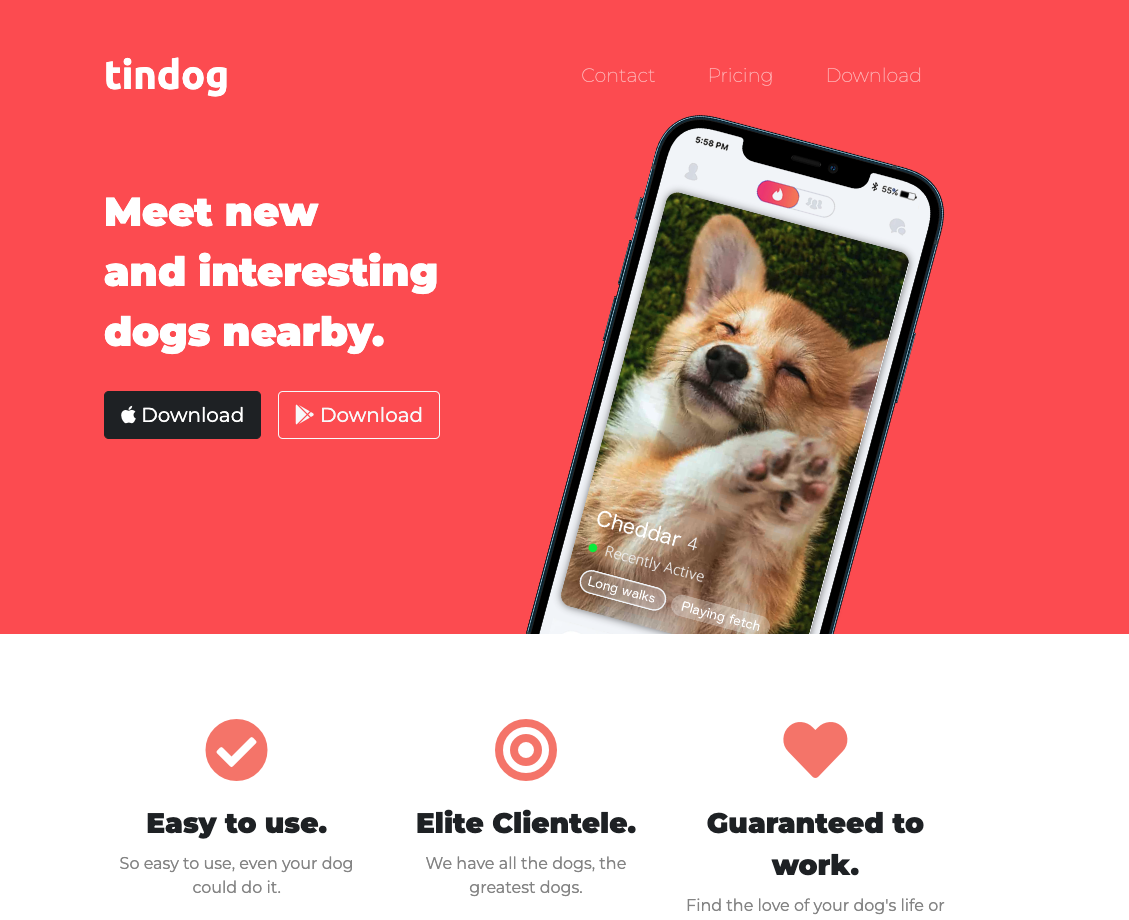 tindog
Contact Pricing Download
Meet new
and interesting
dogs nearby.
Download Download
5:58 PM
55%
Cheddar 4
Recently Active
Long walks Playing fetch
Easy to use.
So easy to use, even your dog
could do it.
Elite Clientele.
We have all the dogs, the
greatest dogs.
Guaranteed to
work.
Find the love of your dog's life or